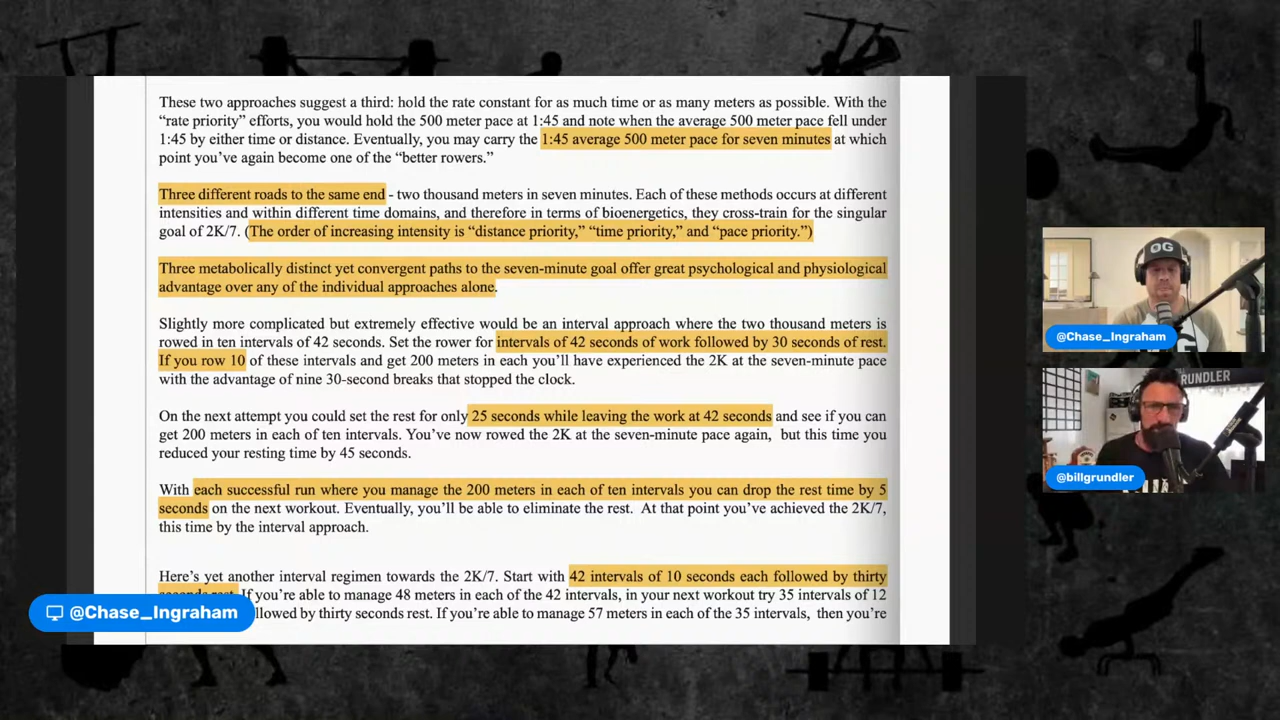 These two approaches suggest a third: hold the rate constant for as much time or as many meters as possible. With the
“rate priority” efforts, you would hold the 500 meter pace at 1:45 and note when the average 500 meter pace fell under
1:45 by either time or distance. Eventually, you may carry the 1:45 average 500 meter pace for seven minutes at which
point you’ve again become one of the “better rowers.”
Three different roads to the same end - two thousand meters in seven minutes. Each of these methods occurs at different
intensities and within different time domains, and therefore in terms of bioenergetics, they cross-train for the singular
goal of 2K/7. (The order of increasing intensity is “distance priority,” “time priority,” and “pace priority.”)
Three metabolically distinct yet convergent paths to the seven-minute goal offer great psychological and physiological
advantage over any of the individual approaches alone.
Slightly more complicated but extremely effective would be an interval approach where the two thousand meters is
rowed in ten intervals of 42 seconds. Set the rower for intervals of 42 seconds of work followed by 30 seconds of rest.
If you row 10 of these intervals and get 200 meters in each you’ll have experienced the 2K at the seven-minute pace
with the advantage of nine 30-second breaks that stopped the clock.
On the next attempt you could set the rest for only 25 seconds while leaving the work at 42 seconds and see if you can
get 200 meters in each of ten intervals. You’ve now rowed the 2K at the seven-minute pace again, but this time you
reduced your resting time by 45 seconds.
With each successful run where you manage the 200 meters in each of ten intervals you can drop the rest time by 5
seconds on the next workout. Eventually, you’ll be able to eliminate the rest. At that point you’ve achieved the 2K/7,
this time by the interval approach.
Here’s yet another interval regimen towards the 2K/7. Start with 42 intervals of 10 seconds each followed by thirty
If you’re able to manage 48 meters in each of the 42 intervals, in your next workout try 35 intervals of 12
followed by thirty seconds rest. If you’re able to manage 57 meters in each of the 35 intervals, then you’re
@Chase_Ingraham
OG
@Chase_Ingraham
GRUNDLER
@billgrundler